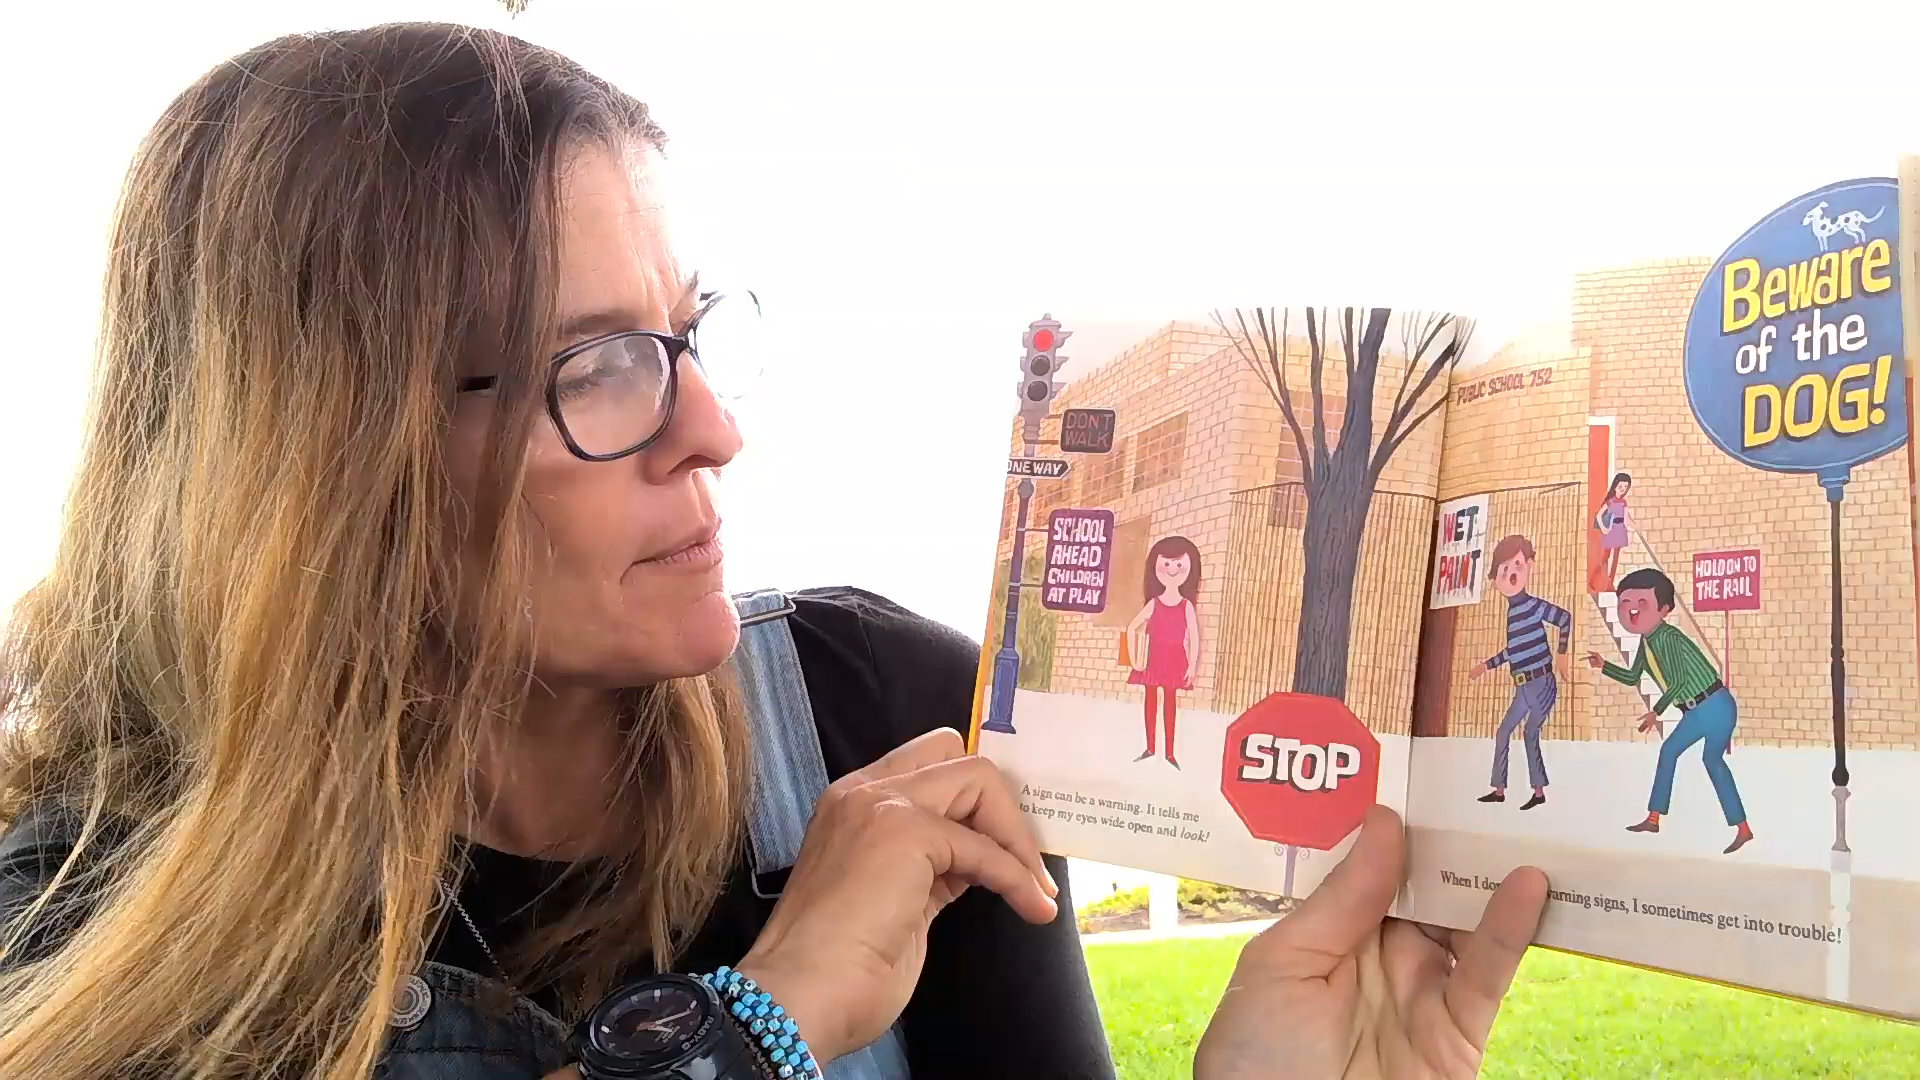 DON'T
WALK
ONE WAY
SCHOOL
AHEAD
CHILDREN
AT PLAY
STOP
A sign can be a warning. It tells me
to keep my eyes wide open and look!
PUBLIC SCHOOL 752
WET
PAINT
HOLD ON TO
THE RAIL
Beware
of the
DOG!
When I warning signs, I sometimes get into trouble!
BABY-G